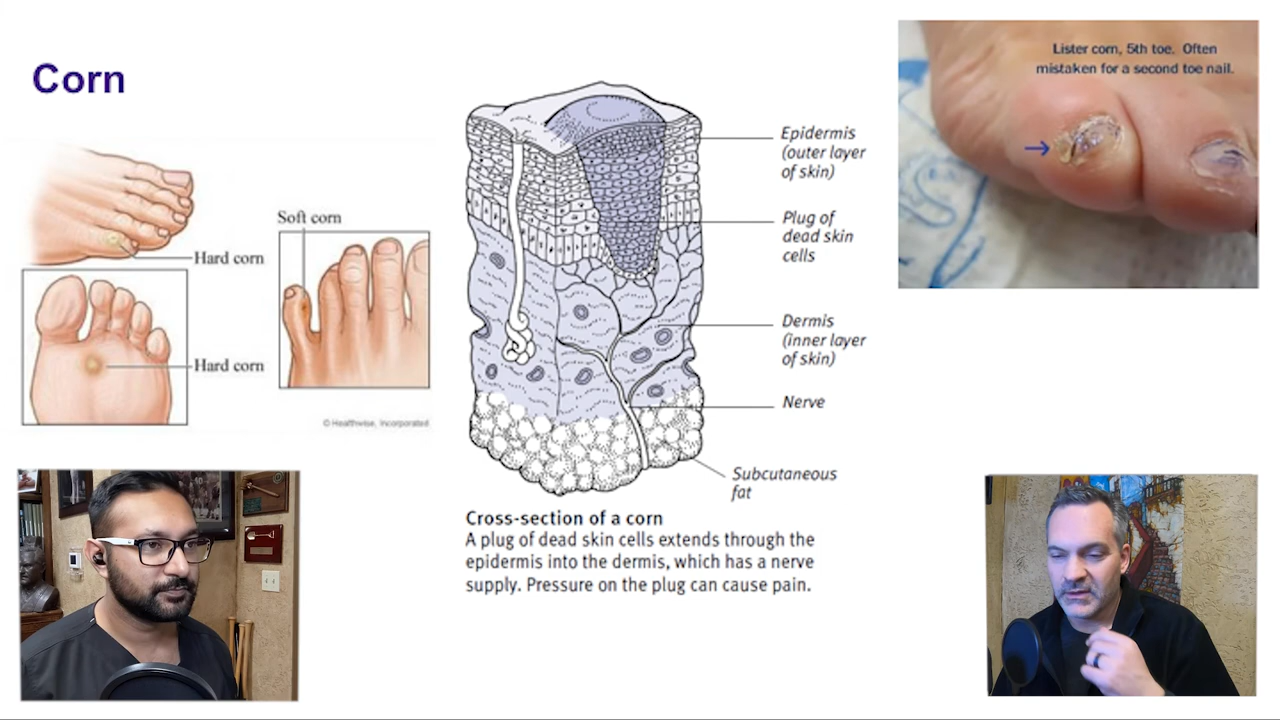 Corn
Hard corn
Hard corn
Soft corn
© Healthwise, Incorporated
Epidermis
(outer layer
of skin)
Plug of
dead skin
cells
Dermis
(inner layer
of skin)
Nerve
Subcutaneous
fat
Cross-section of a corn
A plug of dead skin cells extends through the
epidermis into the dermis, which has a nerve
supply. Pressure on the plug can cause pain.
Lister corn, 5th toe. Often
mistaken for a second toe nail.